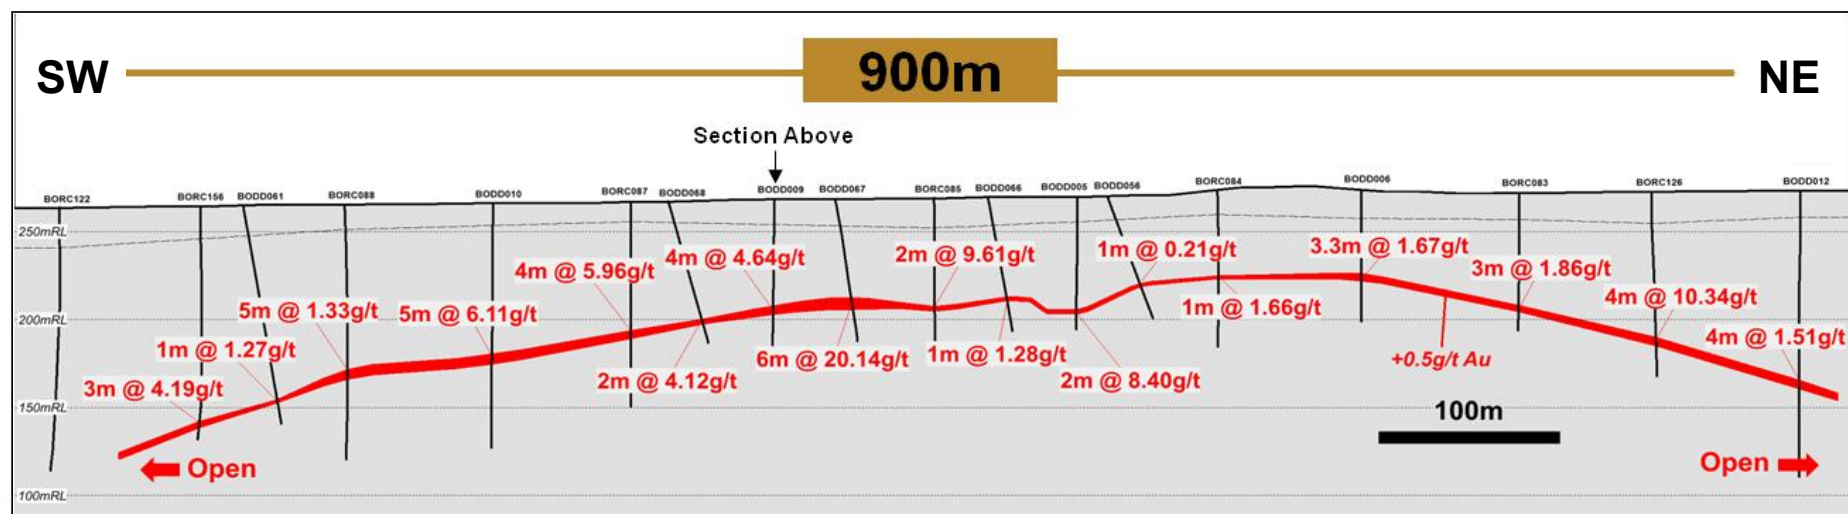 SW
900m
NE
Section Above
BORC122
BORC156
BODD061
BORC088
BODD010
BORC087
BODD068
BODD009
BODD067
BORC085
BODD066
BODD005
BODD056
BORC084
BODD006
BORC083
BORC126
BODD012
250mRL
200mRL
150mRL
100mRL
3m @ 4.19g/t
1m @ 1.27g/t
5m @ 1.33g/t
5m @ 6.11g/t
4m @ 5.96g/t
2m @ 4.12g/t
4m @ 4.64g/t
6m @ 20.14g/t
2m @ 9.61g/t
1m @ 1.28g/t
2m @ 8.40g/t
1m @ 0.21g/t
1m @ 1.66g/t
3.3m @ 1.67g/t
+0.5g/t Au
3m @ 1.86g/t
4m @ 10.34g/t
4m @ 1.51g/t
100m
Open
Open